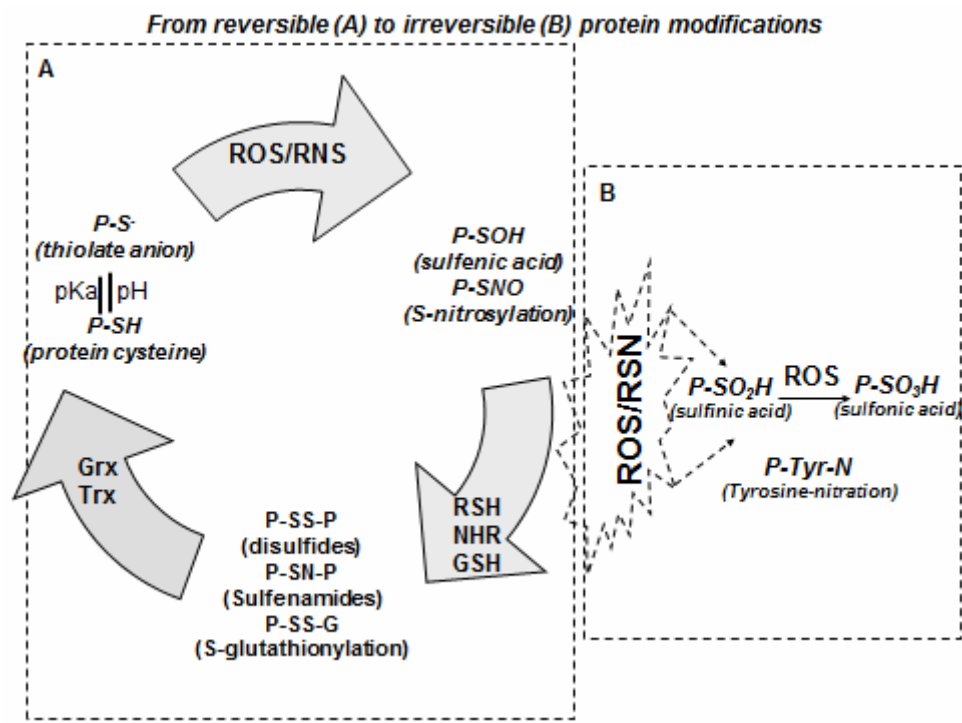 From reversible (A) to irreversible (B) protein modifications
A
ROS/RNS
P-S-
(thiolate anion)
pKa pH
P-SH
(protein cysteine)
P-SOH
(sulfenic acid)
P-SNO
(S-nitrosylation)
RSH
NHR
GSH
P-SS-P
(disulfides)
P-SN-P
(Sulfenamides)
P-SS-G
(S-glutathionylation)
Grx
Trx
B
ROS/RSN
P-SO₂H
(sulfinic acid)
ROS
P-SO₃H
(sulfonic acid)
P-Tyr-N
(Tyrosine-nitration)